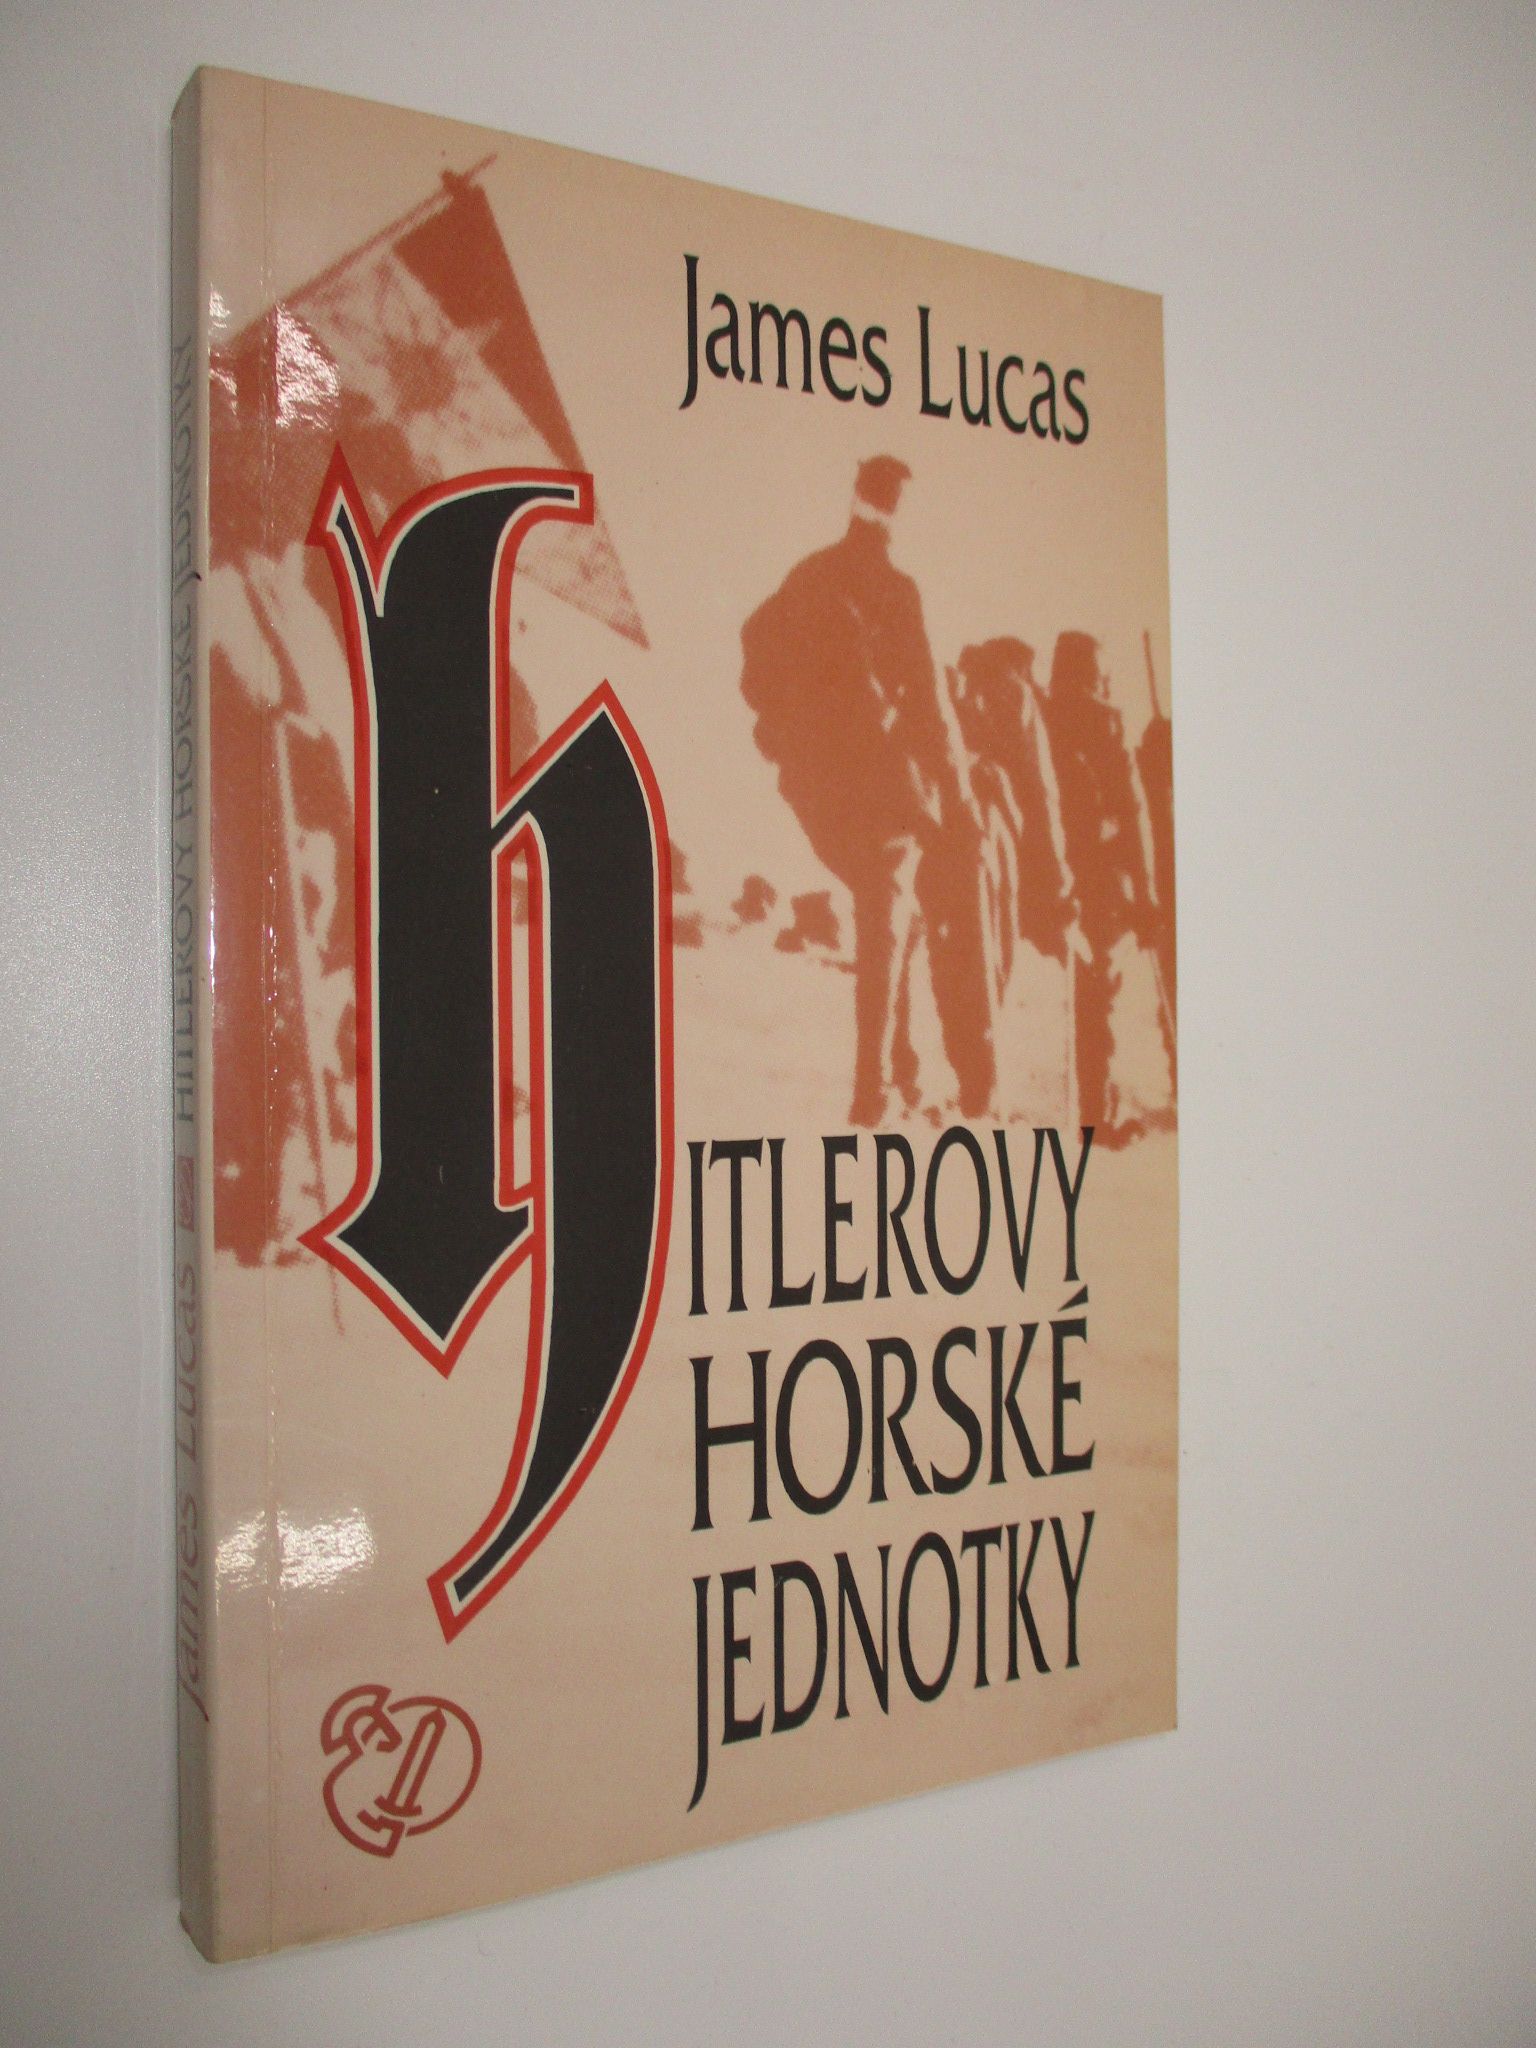 James Lucas
HITLEROVY
HORSKÉ
JEDNOTKY
James Lucas HITLEROVY HORSKÉ JEDNOTKY